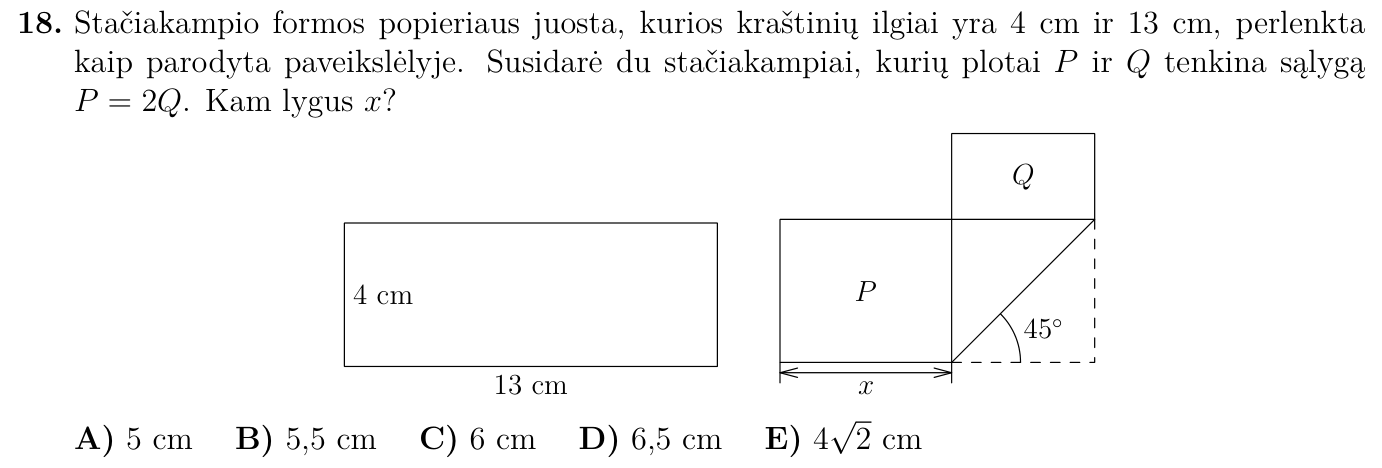 18. Stačiakampio formos popieriaus juosta, kurios kraštinių ilgiai yra 4 cm ir 13 cm, perlenkta
kaip parodyta paveikslėlyje. Susidarė du stačiakampiai, kurių plotai P ir Q tenkina sąlygą
P = 2Q. Kam lygus x?
Q
4 cm
P
45°
13 cm
x
A) 5 cm B) 5,5 cm C) 6 cm D) 6,5 cm E) 4√2 cm